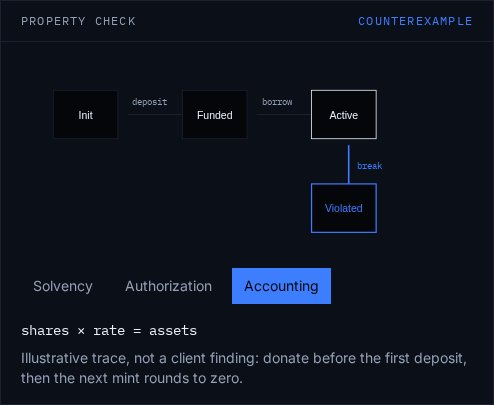 PROPERTY CHECK
COUNTEREXAMPLE
deposit
borrow
Init
Funded
Active
break
Violated
Solvency
Authorization
Accounting
shares × rate = assets
Illustrative trace, not a client finding: donate before the first deposit,
then the next mint rounds to zero.